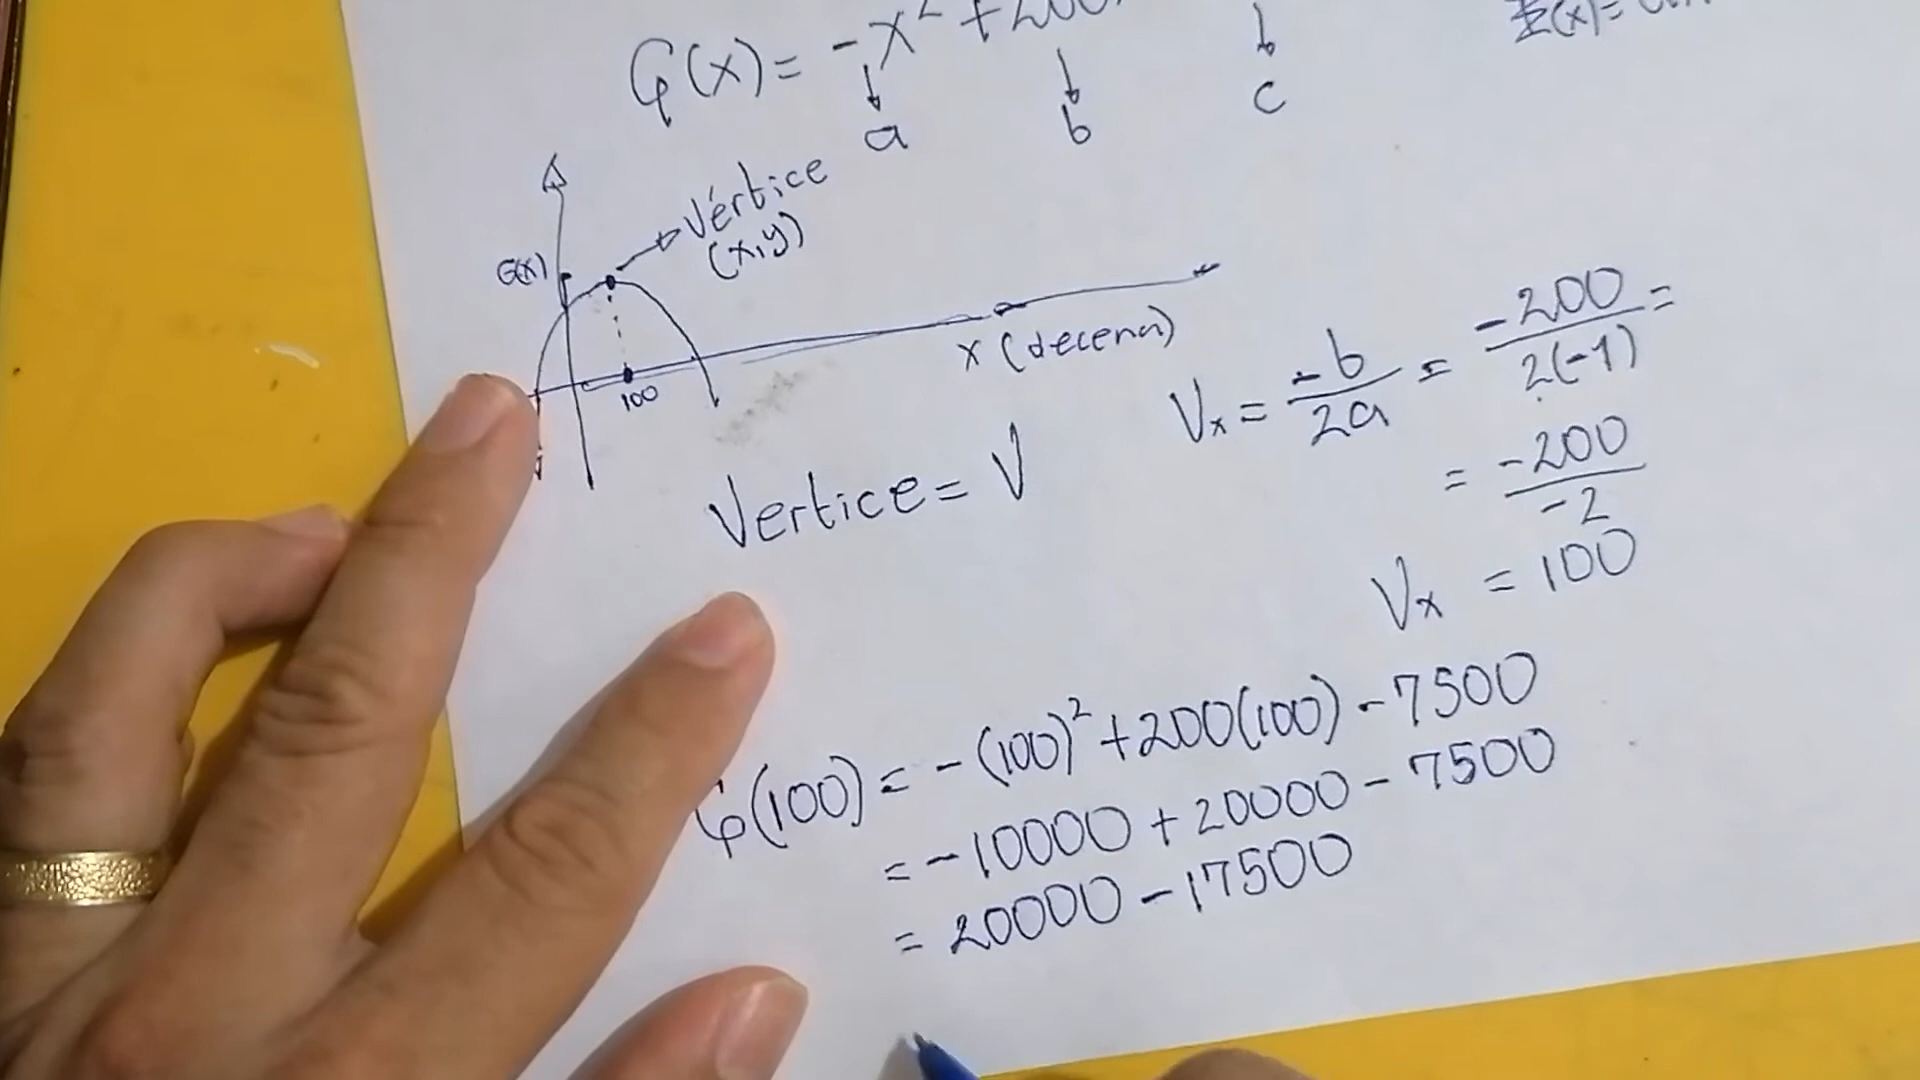 G(x) = -x² + 200
a b c
Vértice
(x,y)
G(x)
100
x (decena)
Vx = -b/2a = -200/2(-1) =
= -200/-2
Vertice = V
Vx = 100
G(100) = -(100)² + 200(100) - 7500
= -10000 + 20000 - 7500
= 20000 - 17500